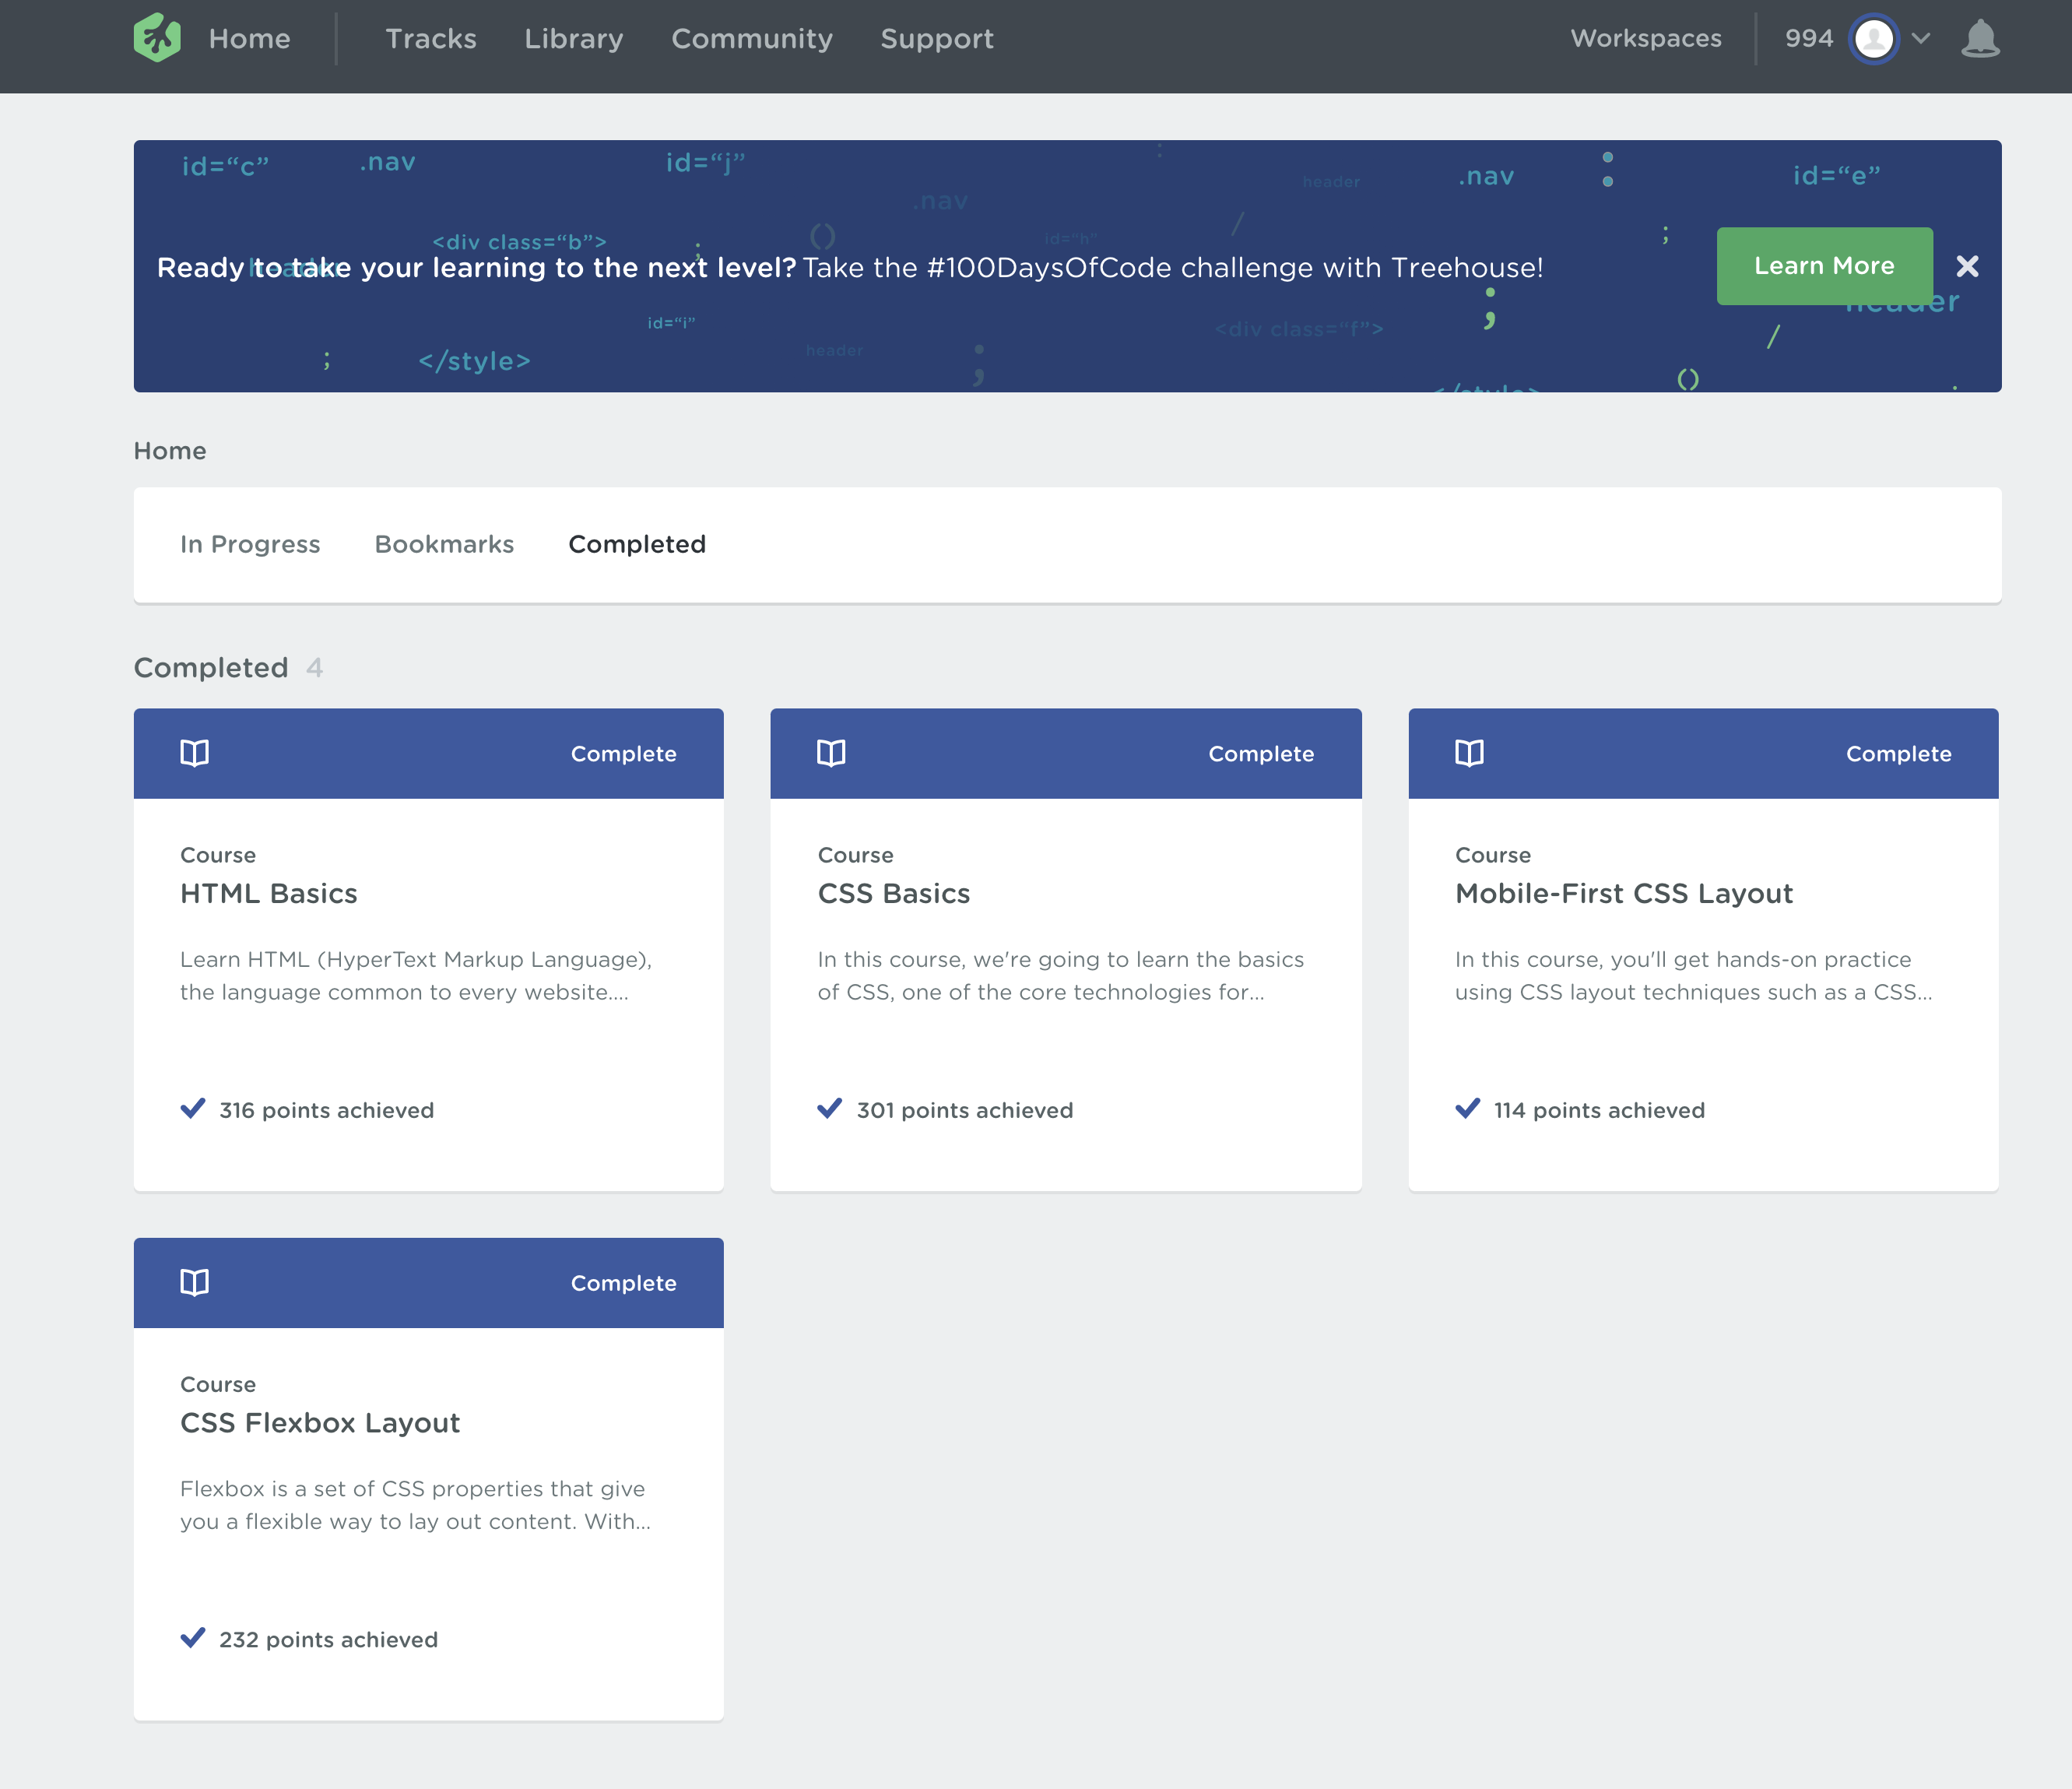 Home Tracks Library Community Support Workspaces 994
id=“c” .nav id=“j” : .nav header .nav : id=“e”
<div class=“b”> ; () id=“h” / ;
Ready to take your learning to the next level? Take the #100DaysOfCode challenge with Treehouse! Learn More
header
header
id=“i” <div class=“f”> ; /
; </style> header ; </style> () .
Home
In Progress Bookmarks Completed
Completed 4
Complete
Course
HTML Basics
Learn HTML (HyperText Markup Language),
the language common to every website....
316 points achieved
Complete
Course
CSS Basics
In this course, we're going to learn the basics
of CSS, one of the core technologies for...
301 points achieved
Complete
Course
Mobile-First CSS Layout
In this course, you'll get hands-on practice
using CSS layout techniques such as a CSS...
114 points achieved
Complete
Course
CSS Flexbox Layout
Flexbox is a set of CSS properties that give
you a flexible way to lay out content. With...
232 points achieved